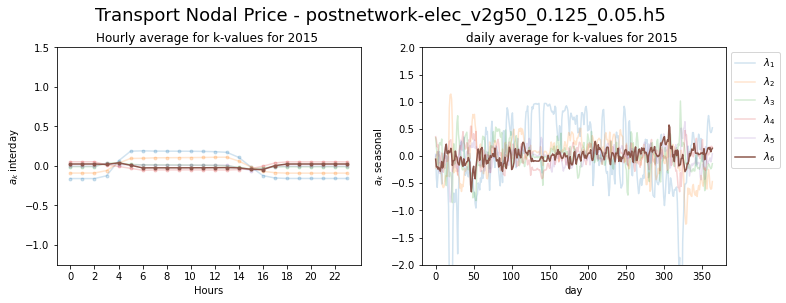 Transport Nodal Price - postnetwork-elec_v2g50_0.125_0.05.h5
Hourly average for k-values for 2015
1.5
1.0
0.5
0.0
−0.5
−1.0
a_k interday
0 2 4 6 8 10 12 14 16 18 20 22
Hours
daily average for k-values for 2015
2.0
1.5
1.0
0.5
0.0
−0.5
−1.0
−1.5
−2.0
a_k seasonal
0 50 100 150 200 250 300 350
day
λ₁
λ₂
λ₃
λ₄
λ₅
λ₆